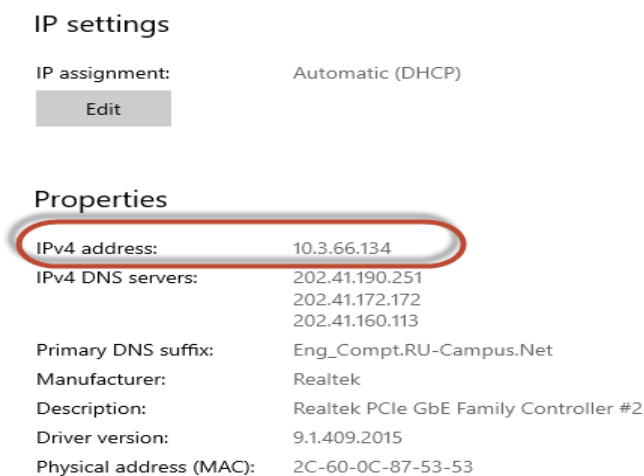 IP settings
IP assignment: Automatic (DHCP)
Edit
Properties
IPv4 address: 10.3.66.134
IPv4 DNS servers: 202.41.190.251
202.41.172.172
202.41.160.113
Primary DNS suffix: Eng_Compt.RU-Campus.Net
Manufacturer: Realtek
Description: Realtek PCIe GbE Family Controller #2
Driver version: 9.1.409.2015
Physical address (MAC): 2C-60-0C-87-53-53